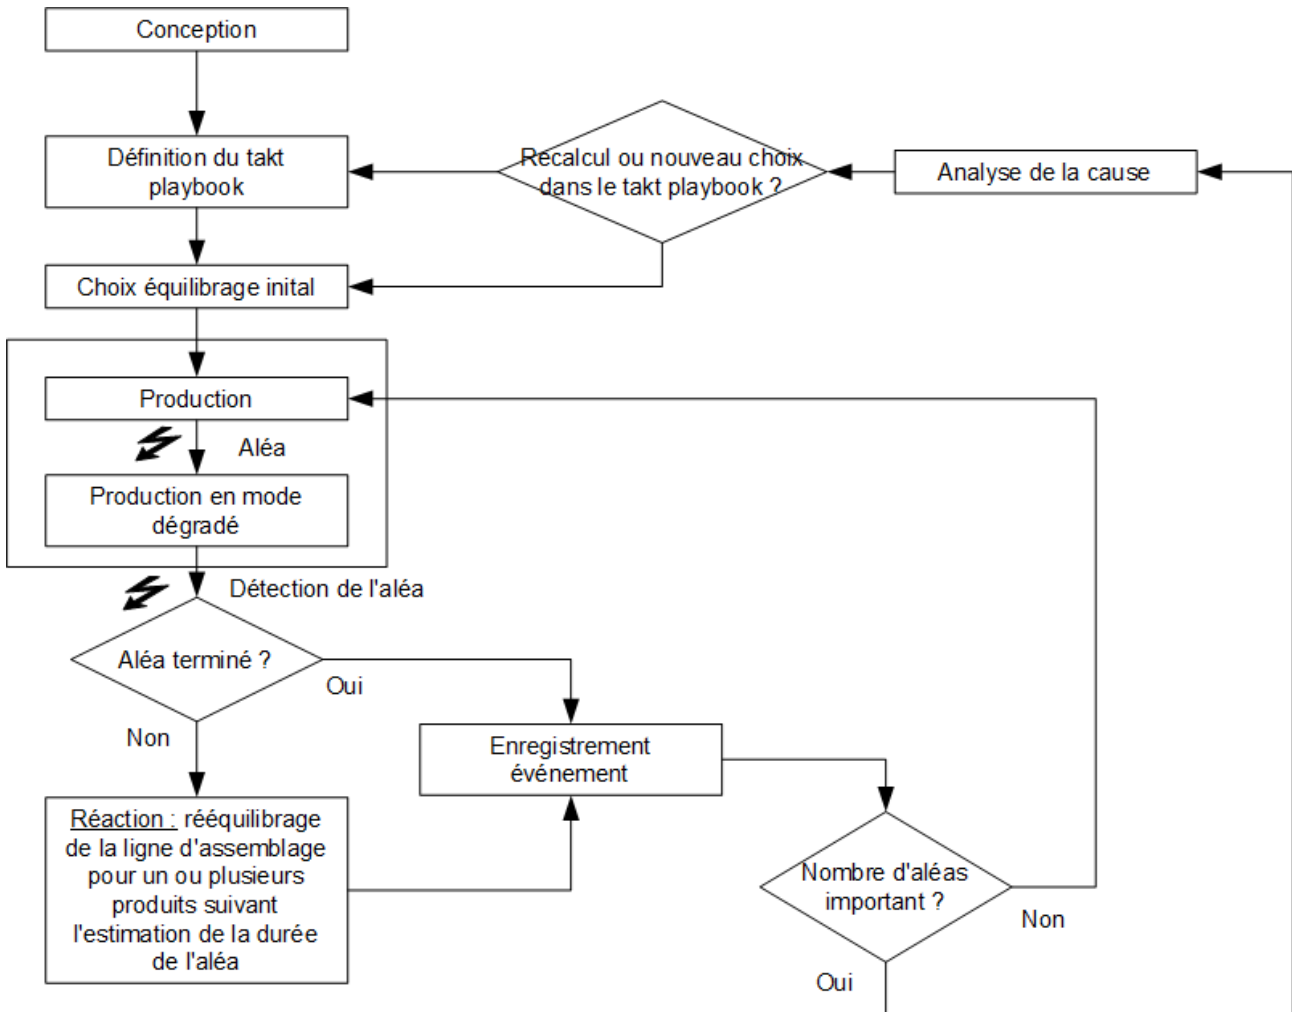 Conception
Définition du takt
playbook
Recalcul ou nouveau choix
dans le takt playbook ?
Analyse de la cause
Choix équilibrage inital
Production
Aléa
Production en mode
dégradé
Détection de l'aléa
Aléa terminé ?
Oui
Non
Enregistrement
événement
Réaction : rééquilibrage
de la ligne d'assemblage
pour un ou plusieurs
produits suivant
l'estimation de la durée
de l'aléa
Nombre d'aléas
important ?
Non
Oui